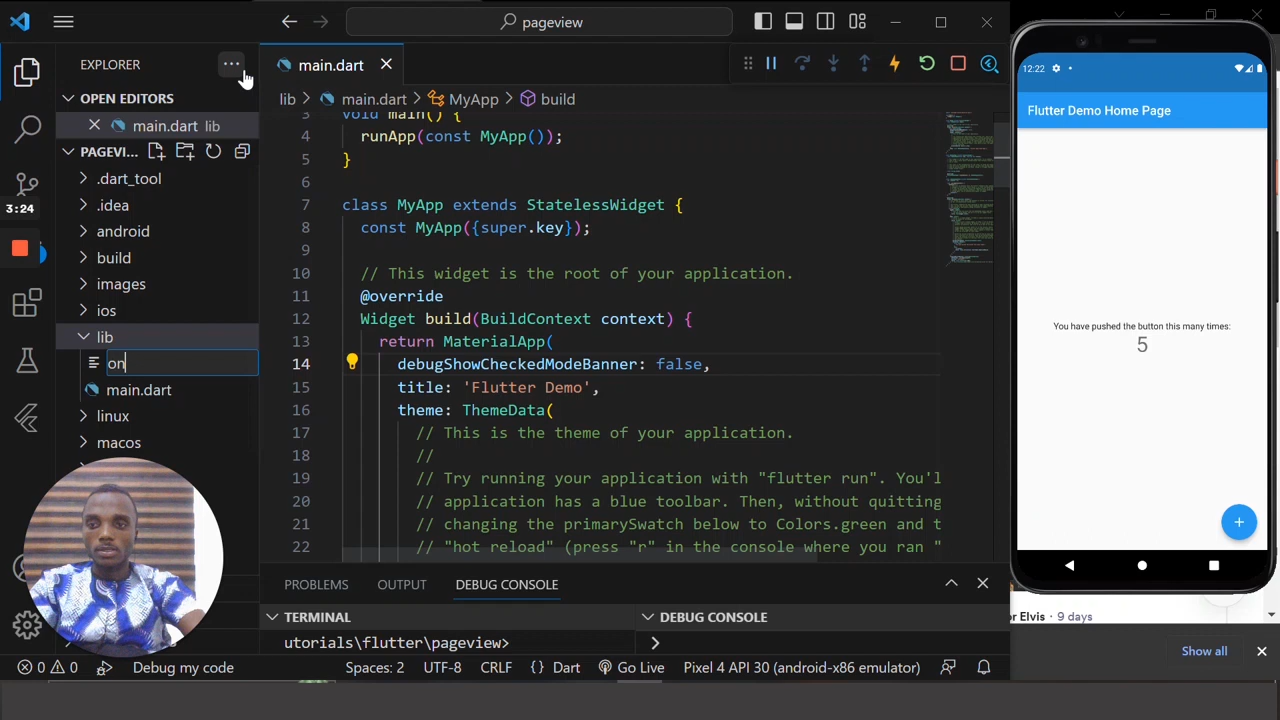 pageview
EXPLORER
OPEN EDITORS
main.dart lib
PAGEVI...
.dart_tool
.idea
android
build
images
ios
lib
on
main.dart
linux
macos
3:24
main.dart
lib > main.dart > MyApp > build
3 void main() {
4 runApp(const MyApp());
5 }
6
7 class MyApp extends StatelessWidget {
8 const MyApp({super.key});
9
10 // This widget is the root of your application.
11 @override
12 Widget build(BuildContext context) {
13 return MaterialApp(
14 debugShowCheckedModeBanner: false,
15 title: 'Flutter Demo',
16 theme: ThemeData(
17 // This is the theme of your application.
18 //
19 // Try running your application with "flutter run". You'l
20 // application has a blue toolbar. Then, without quitting
21 // changing the primarySwatch below to Colors.green and t
22 // "hot reload" (press "r" in the console where you ran "
PROBLEMS OUTPUT DEBUG CONSOLE
TERMINAL
utorials\flutter\pageview>
DEBUG CONSOLE
>
0 0 Debug my code Spaces: 2 UTF-8 CRLF {} Dart Go Live Pixel 4 API 30 (android-x86 emulator)
12:22
Flutter Demo Home Page
You have pushed the button this many times:
5
or Elvis · 9 days
Show all